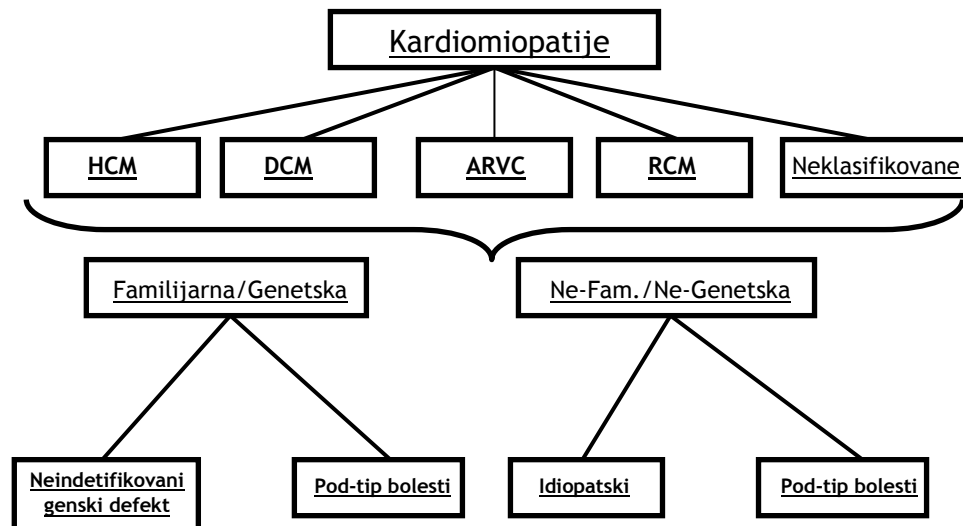 Kardiomiopatije
HCM
DCM
ARVC
RCM
Neklasifikovane
Familijarna/Genetska
Ne-Fam./Ne-Genetska
Neindetifikovani
genski defekt
Pod-tip bolesti
Idiopatski
Pod-tip bolesti